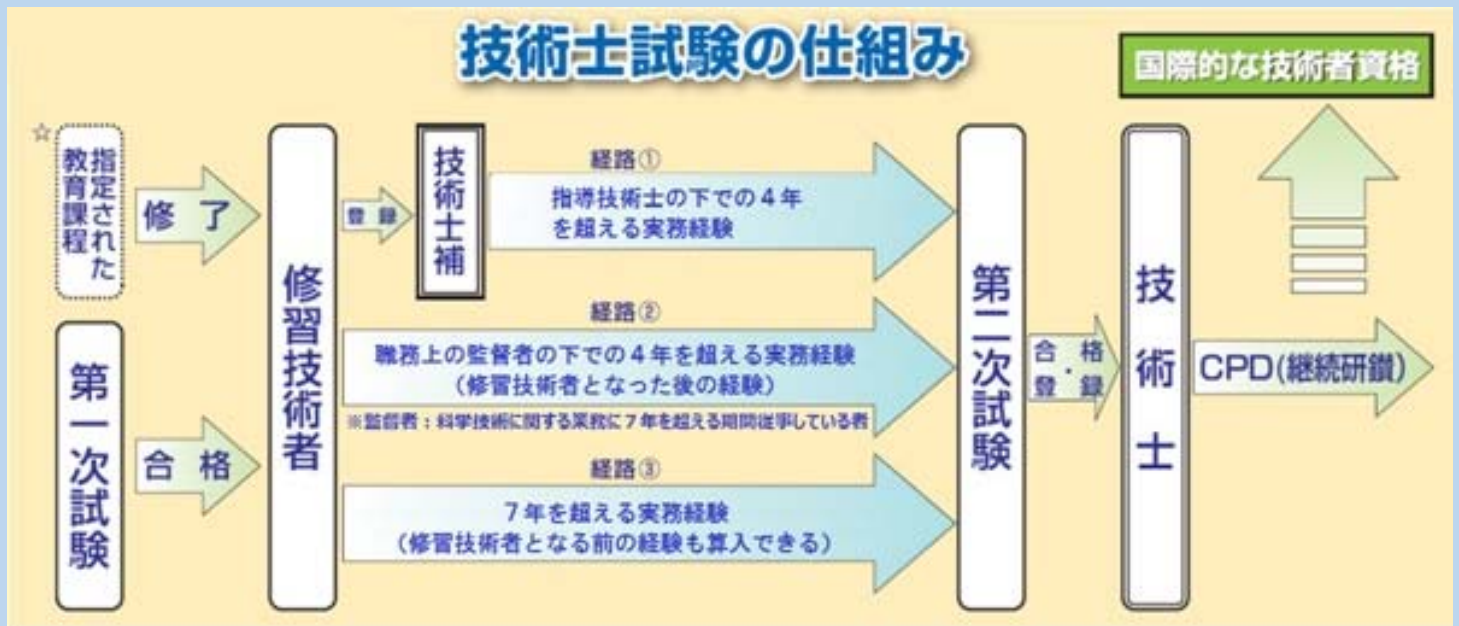 技術士試験の仕組み
国際的な技術者資格
☆
指定された
教育課程
修了
第一次試験
合格
修習技術者
登録
技術士補
経路①
指導技術士の下での4年
を超える実務経験
経路②
職務上の監督者の下での4年を超える実務経験
（修習技術者となった後の経験）
※監督者：科学技術に関する業務に7年を超える期間従事している者
経路③
7年を超える実務経験
（修習技術者となる前の経験も算入できる）
第二次試験
合格・
登録
技術士
CPD(継続研鑽)